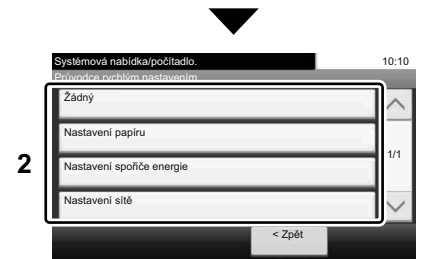 Systémová nabídka/počítadlo.
10:10
Průvodce rychlým nastavením
Žádný
Nastavení papíru
1/1
2
Nastavení spořiče energie
Nastavení sítě
< Zpět